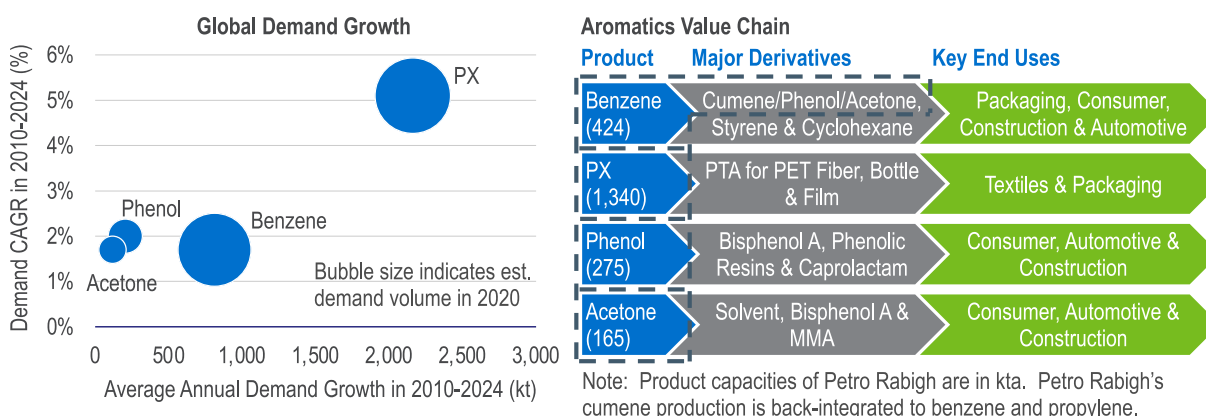 Global Demand Growth
Demand CAGR in 2010-2024 (%)
6%
5%
4%
3%
2%
1%
0%
PX
Phenol
Benzene
Acetone
Bubble size indicates est.
demand volume in 2020
0 500 1,000 1,500 2,000 2,500 3,000
Average Annual Demand Growth in 2010-2024 (kt)
Aromatics Value Chain
Product Major Derivatives Key End Uses
Benzene
(424)
Cumene/Phenol/Acetone,
Styrene & Cyclohexane
Packaging, Consumer,
Construction & Automotive
PX
(1,340)
PTA for PET Fiber, Bottle
& Film
Textiles & Packaging
Phenol
(275)
Bisphenol A, Phenolic
Resins & Caprolactam
Consumer, Automotive &
Construction
Acetone
(165)
Solvent, Bisphenol A &
MMA
Consumer, Automotive &
Construction
Note: Product capacities of Petro Rabigh are in kta. Petro Rabigh's
cumene production is back-integrated to benzene and propylene.